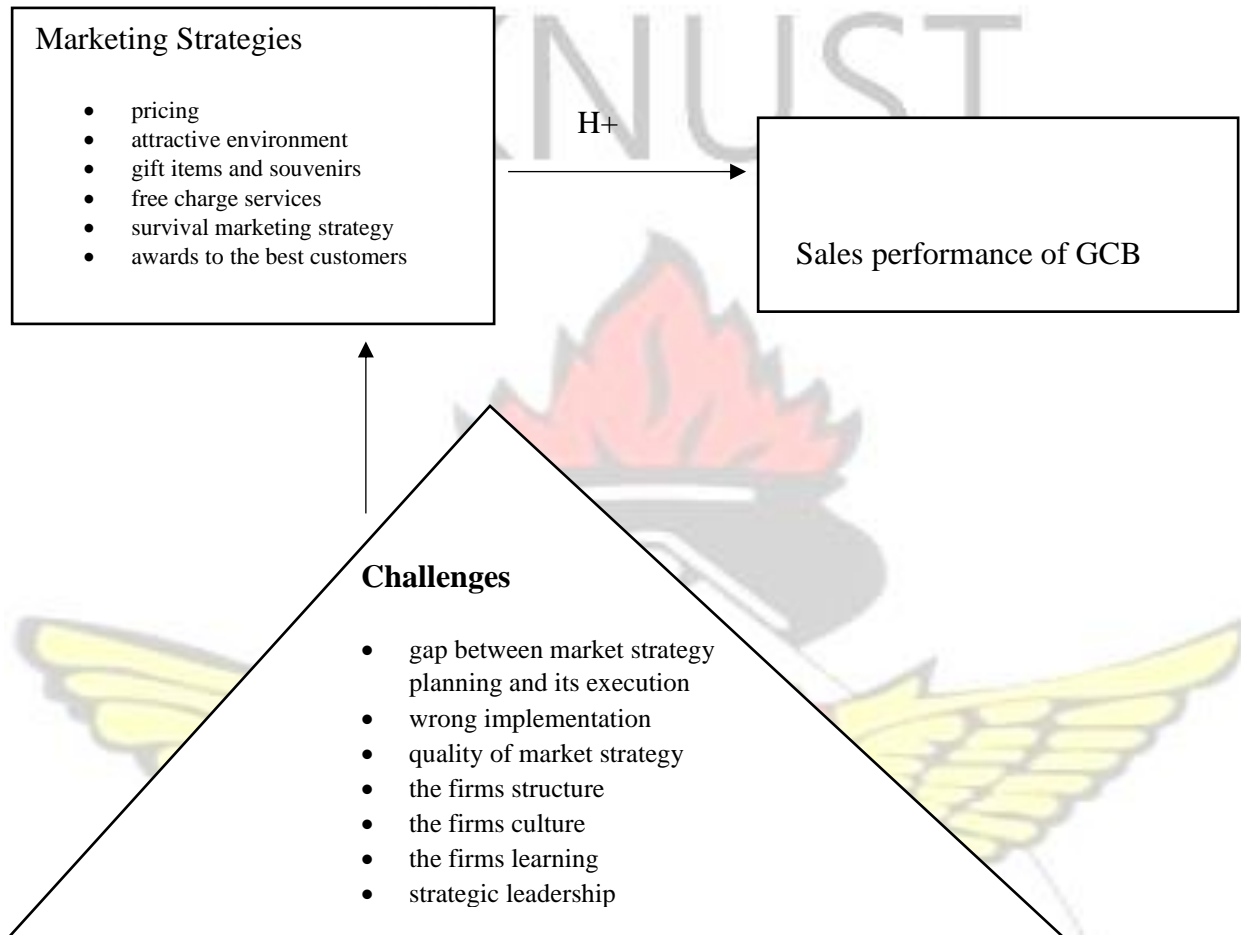 KNUST
Marketing Strategies
• pricing
• attractive environment
• gift items and souvenirs
• free charge services
• survival marketing strategy
• awards to the best customers
H+
Sales performance of GCB
Challenges
• gap between market strategy
planning and its execution
• wrong implementation
• quality of market strategy
• the firms structure
• the firms culture
• the firms learning
• strategic leadership